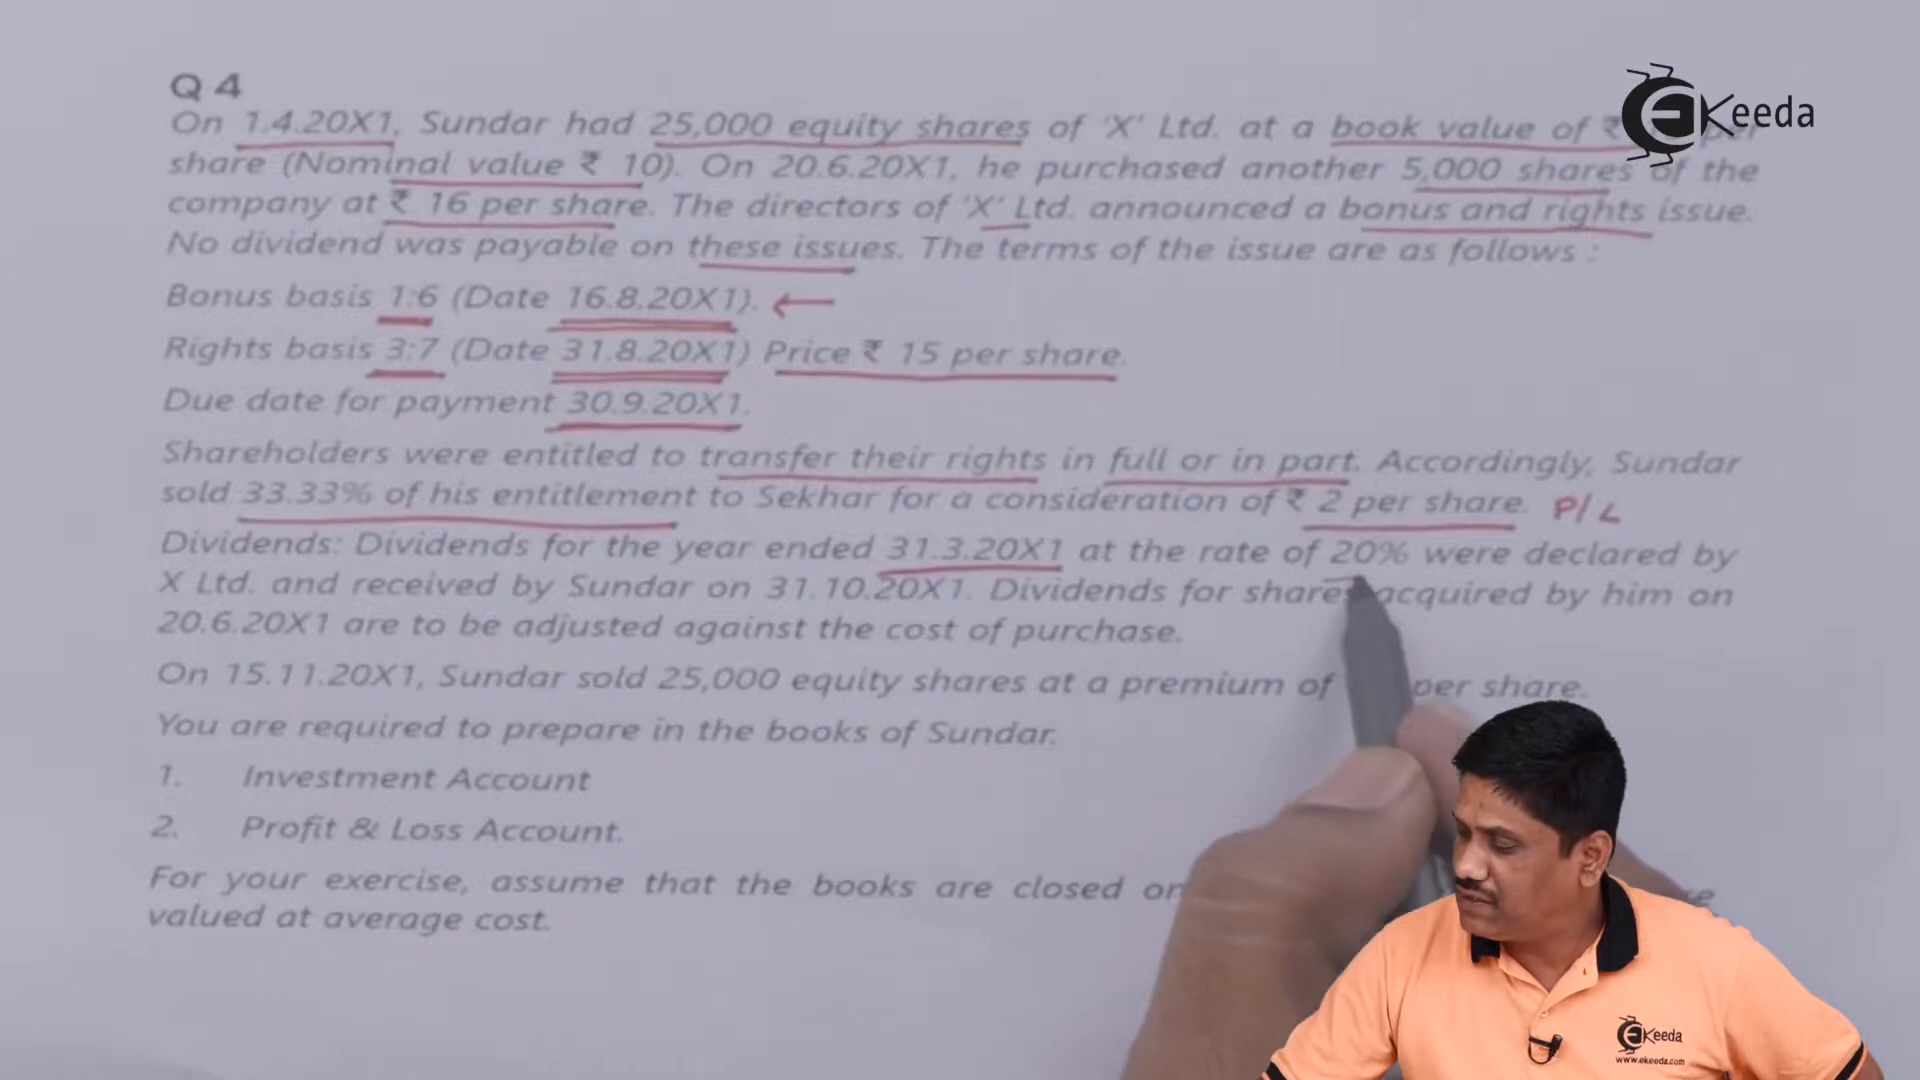 Q 4
On 1.4.20X1, Sundar had 25,000 equity shares of 'X' Ltd. at a book value of ₹
share (Nominal value ₹ 10). On 20.6.20X1, he purchased another 5,000 shares of the
company at ₹ 16 per share. The directors of 'X' Ltd. announced a bonus and rights issue.
No dividend was payable on these issues. The terms of the issue are as follows :
Bonus basis 1:6 (Date 16.8.20X1). ←
Rights basis 3:7 (Date 31.8.20X1) Price ₹ 15 per share.
Due date for payment 30.9.20X1.
Shareholders were entitled to transfer their rights in full or in part. Accordingly, Sundar
sold 33.33% of his entitlement to Sekhar for a consideration of ₹ 2 per share. P/L
Dividends: Dividends for the year ended 31.3.20X1 at the rate of 20% were declared by
X Ltd. and received by Sundar on 31.10.20X1. Dividends for shares acquired by him on
20.6.20X1 are to be adjusted against the cost of purchase.
On 15.11.20X1, Sundar sold 25,000 equity shares at a premium of per share.
You are required to prepare in the books of Sundar.
1. Investment Account
2. Profit & Loss Account.
For your exercise, assume that the books are closed on
valued at average cost.
EKeeda
EKeeda
www.ekeeda.com